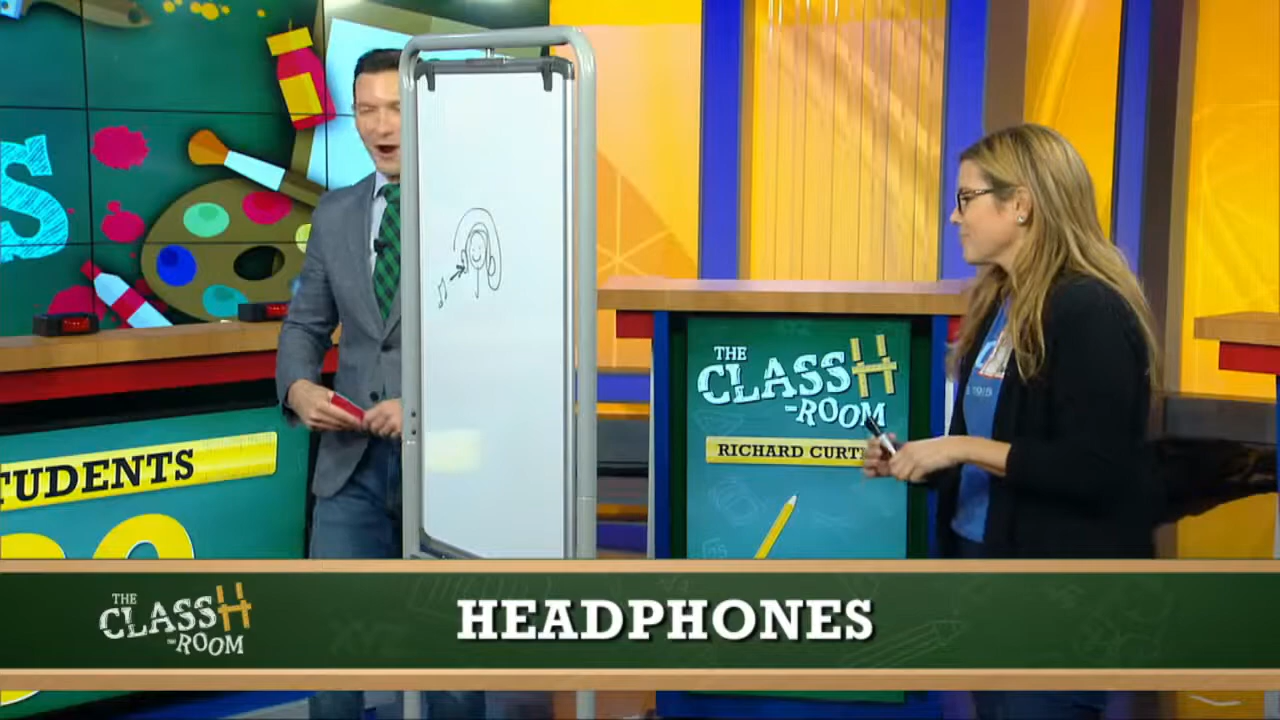 S
TUDENTS
THE
CLASSH
-ROOM
RICHARD CURT
THE
CLASSH
-ROOM
HEADPHONES